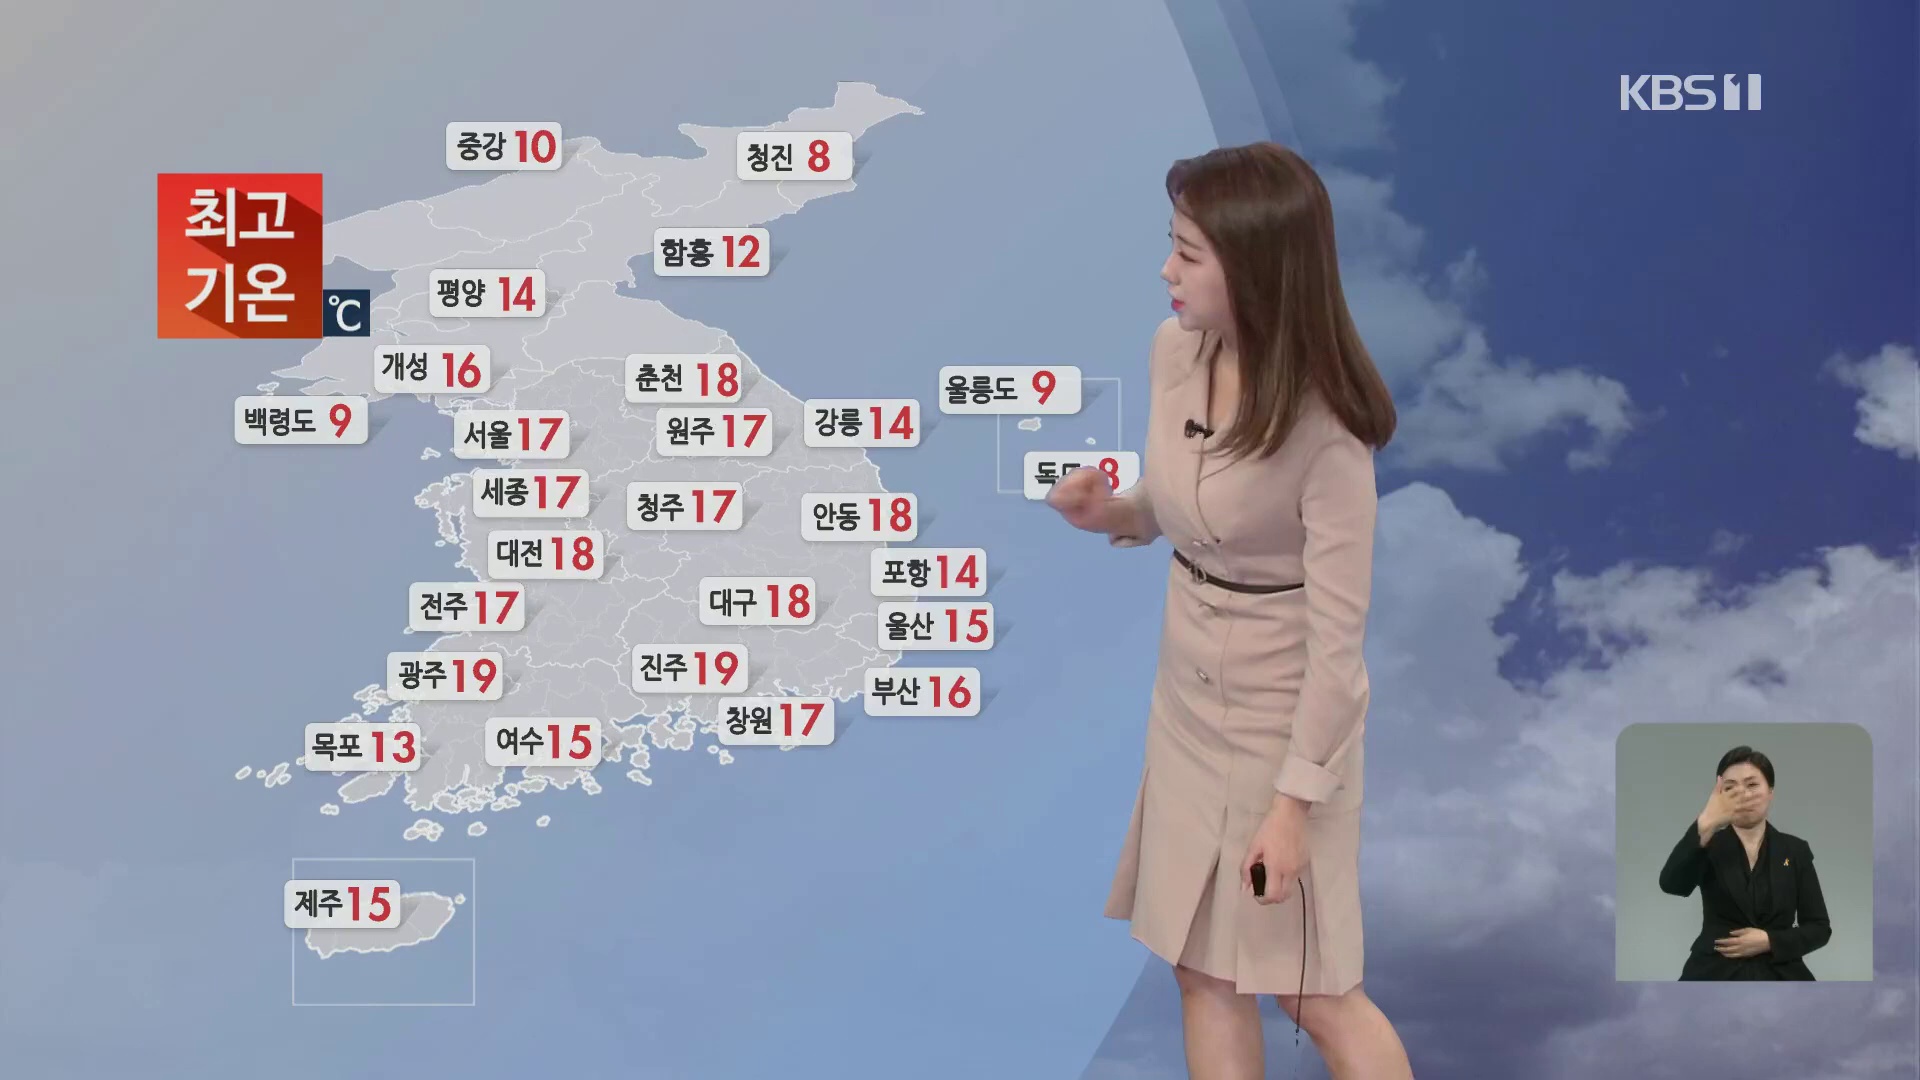 KBS 1
최고
기온
℃
중강 10
청진 8
함흥 12
평양 14
개성 16
춘천 18
울릉도 9
백령도 9
서울 17
원주 17
강릉 14
8
세종 17
청주 17
안동 18
대전 18
포항 14
전주 17
대구 18
울산 15
광주 19
진주 19
부산 16
창원 17
목포 13
여수 15
제주 15